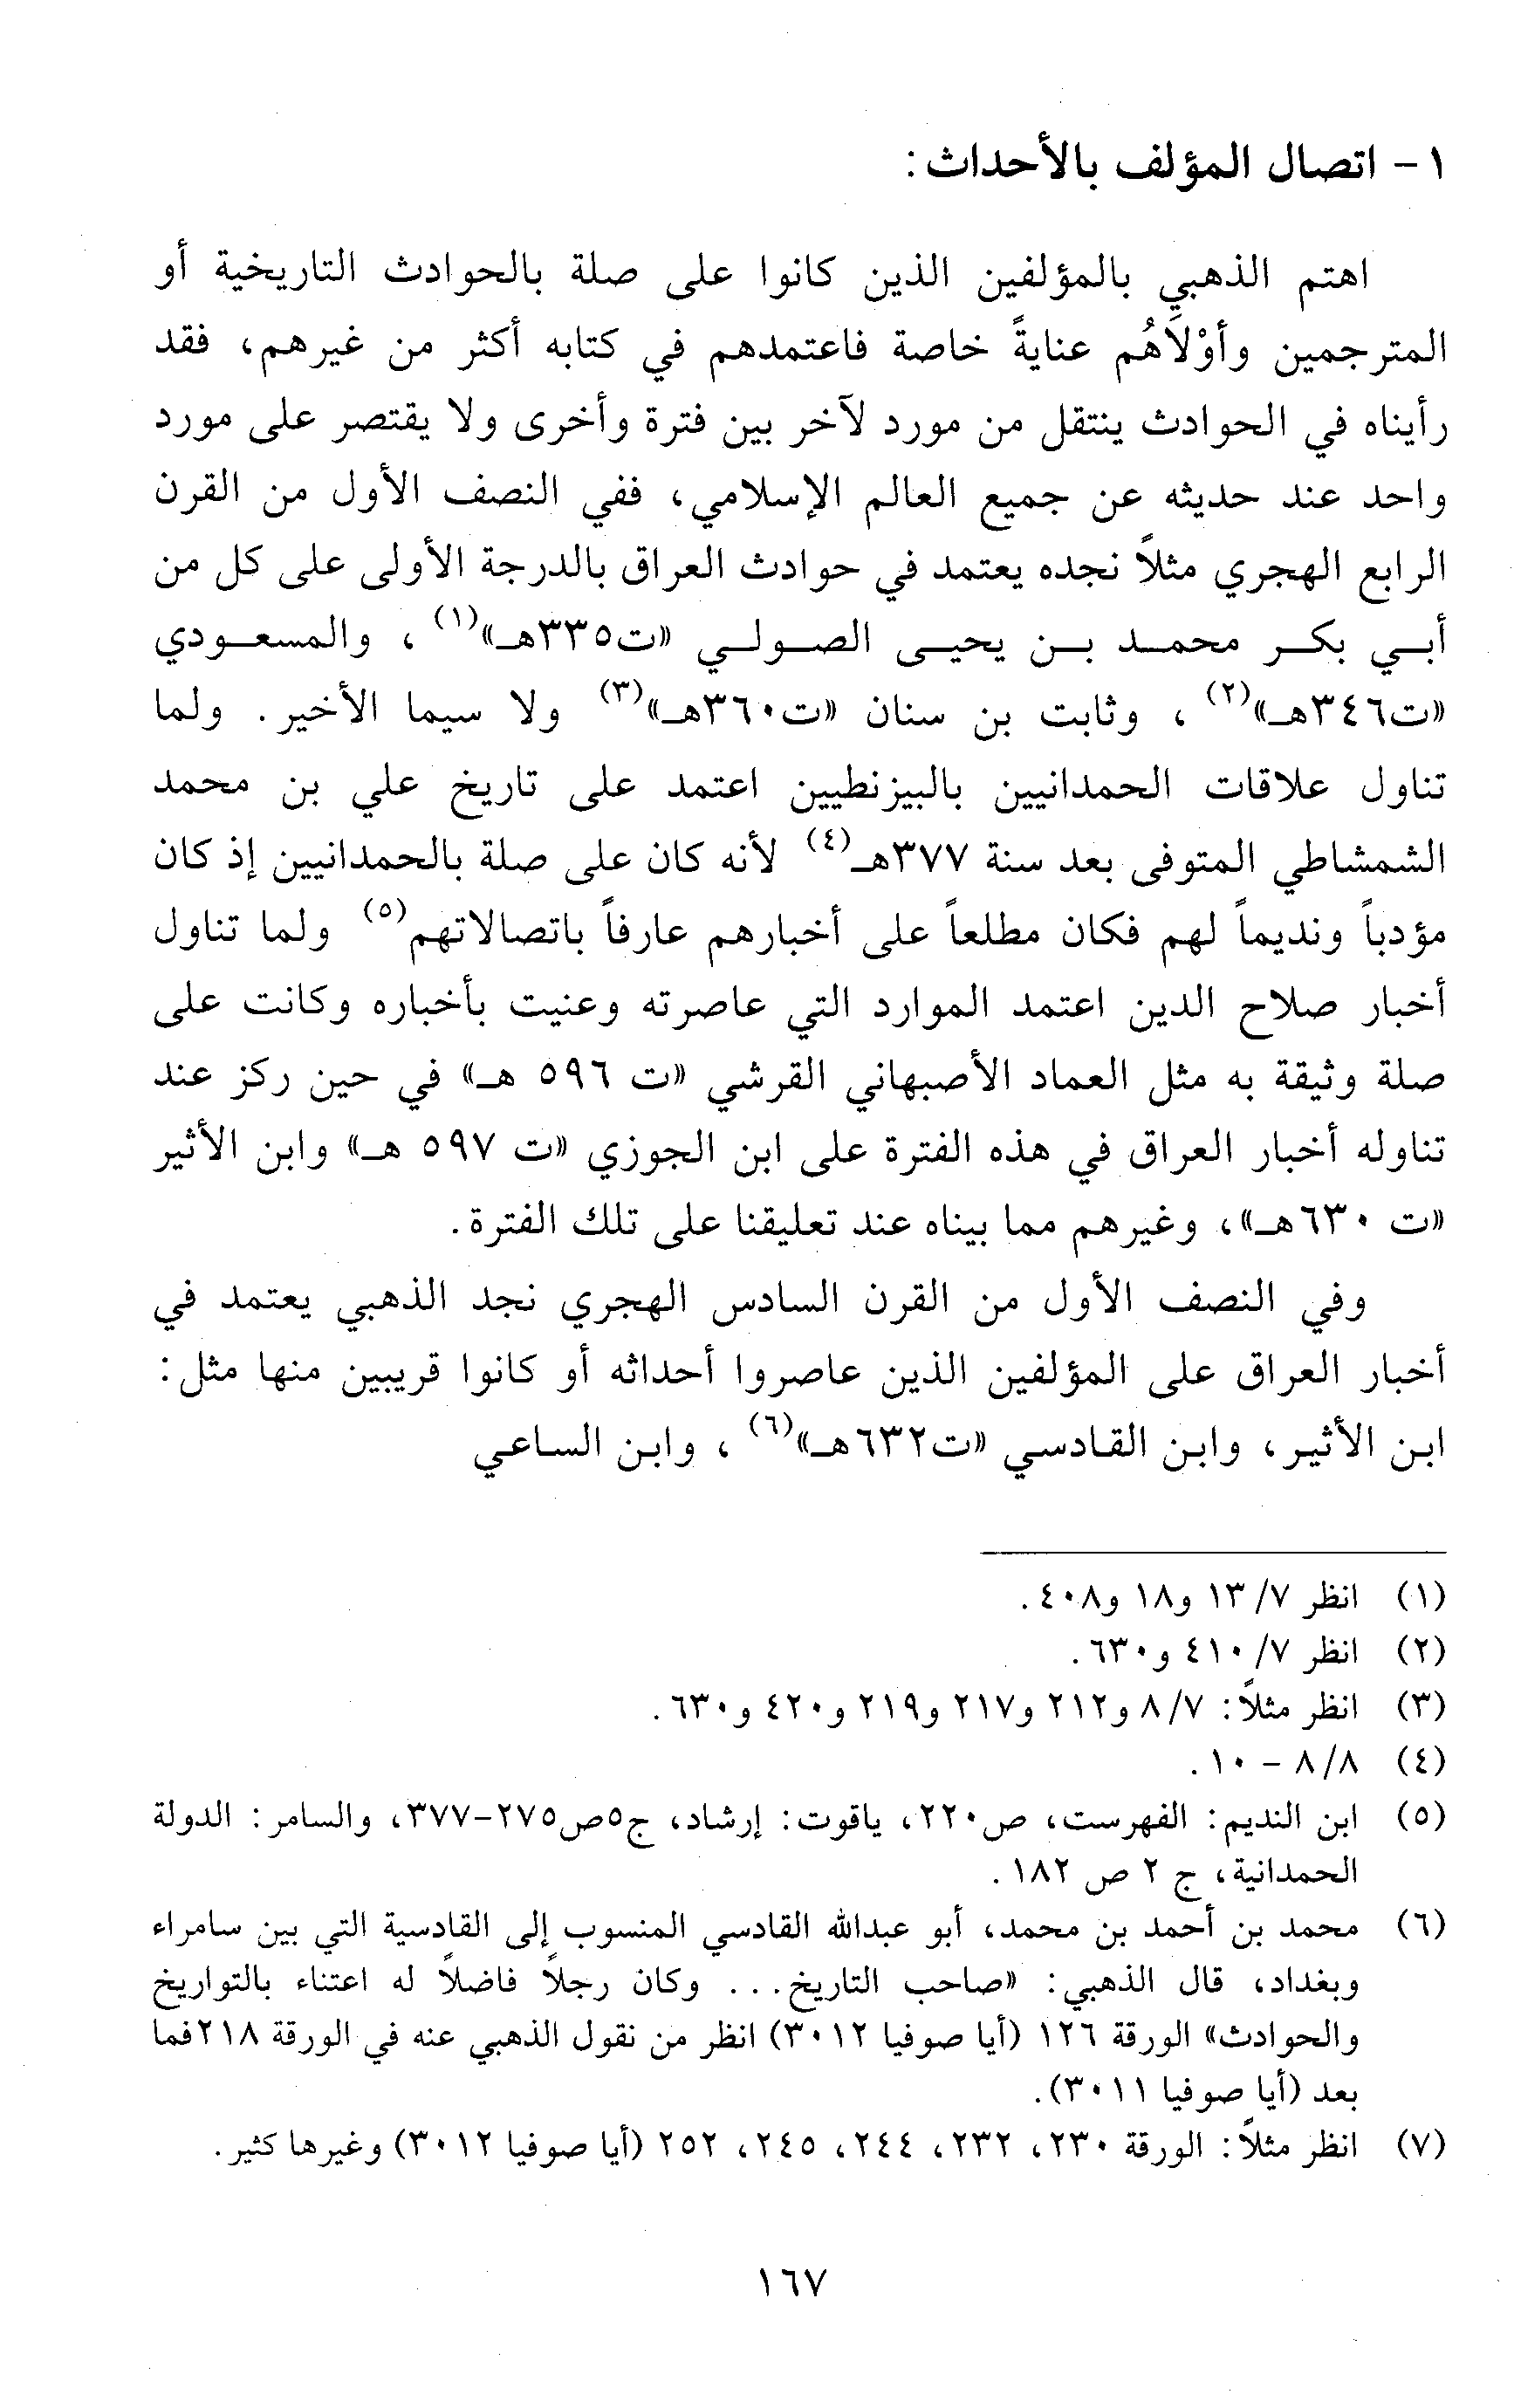 ١ - اتصال المؤلف بالأحداث:
اهتم الذهبي بالمؤلفين الذين كانوا على صلة بالحوادث التاريخية أو
المترجمين وأوْلاَهُم عنايةً خاصة فاعتمدهم في كتابه أكثر من غيرهم، فقد
رأيناه في الحوادث ينتقل من مورد لآخر بين فترة وأخرى ولا يقتصر على مورد
واحد عند حديثه عن جميع العالم الإسلامي، ففي النصف الأول من القرن
الرابع الهجري مثلاً نجده يعتمد في حوادث العراق بالدرجة الأولى على كل من
أبي بكر محمد بن يحيى الصولي «ت٣٣٥هـ»(١)، والمسعودي
«ت٣٤٦هـ»(٢)، وثابت بن سنان «ت٣٦٠هـ»(٣) ولا سيما الأخير. ولما
تناول علاقات الحمدانيين بالبيزنطيين اعتمد على تاريخ علي بن محمد
الشمشاطي المتوفى بعد سنة ٣٧٧هـ(٤) لأنه كان على صلة بالحمدانيين إذ كان
مؤدباً ونديماً لهم فكان مطلعاً على أخبارهم عارفاً باتصالاتهم(٥) ولما تناول
أخبار صلاح الدين اعتمد الموارد التي عاصرته وعنيت بأخباره وكانت على
صلة وثيقة به مثل العماد الأصبهاني القرشي «ت ٥٩٦ هـ» في حين ركز عند
تناوله أخبار العراق في هذه الفترة على ابن الجوزي «ت ٥٩٧ هـ» وابن الأثير
«ت ٦٣٠هـ»، وغيرهم مما بيناه عند تعليقنا على تلك الفترة.
وفي النصف الأول من القرن السادس الهجري نجد الذهبي يعتمد في
أخبار العراق على المؤلفين الذين عاصروا أحداثه أو كانوا قريبين منها مثل:
ابن الأثير، وابن القادسي «ت٦٣٢هـ»(٦)، وابن الساعي
(١) انظر ٧/ ١٣ و١٨ و٤٠٨.
(٢) انظر ٧/ ٤١٠ و٦٣٠.
(٣) انظر مثلاً: ٨/٧ و٢١٢ و٢١٧ و٢١٩ و٤٢٠ و٦٣٠.
(٤) ٨/٨ - ١٠.
(٥) ابن النديم: الفهرست، ص٢٢٠، ياقوت: إرشاد، ج٥ص٢٧٥-٣٧٧، والسامر: الدولة
الحمدانية، ج ٢ ص ١٨٢.
(٦) محمد بن أحمد بن محمد، أبو عبدالله القادسي المنسوب إلى القادسية التي بين سامراء
وبغداد، قال الذهبي: «صاحب التاريخ... وكان رجلاً فاضلاً له اعتناء بالتواريخ
والحوادث» الورقة ١٢٦ (أيا صوفيا ٣٠١٢) انظر من نقول الذهبي عنه في الورقة ٢١٨فما
بعد (أيا صوفيا ٣٠١١).
(٧) انظر مثلاً: الورقة ٢٣٠، ٢٣٢، ٢٤٤، ٢٤٥، ٢٥٢ (أيا صوفيا ٣٠١٢) وغيرها كثير.
١٦٧